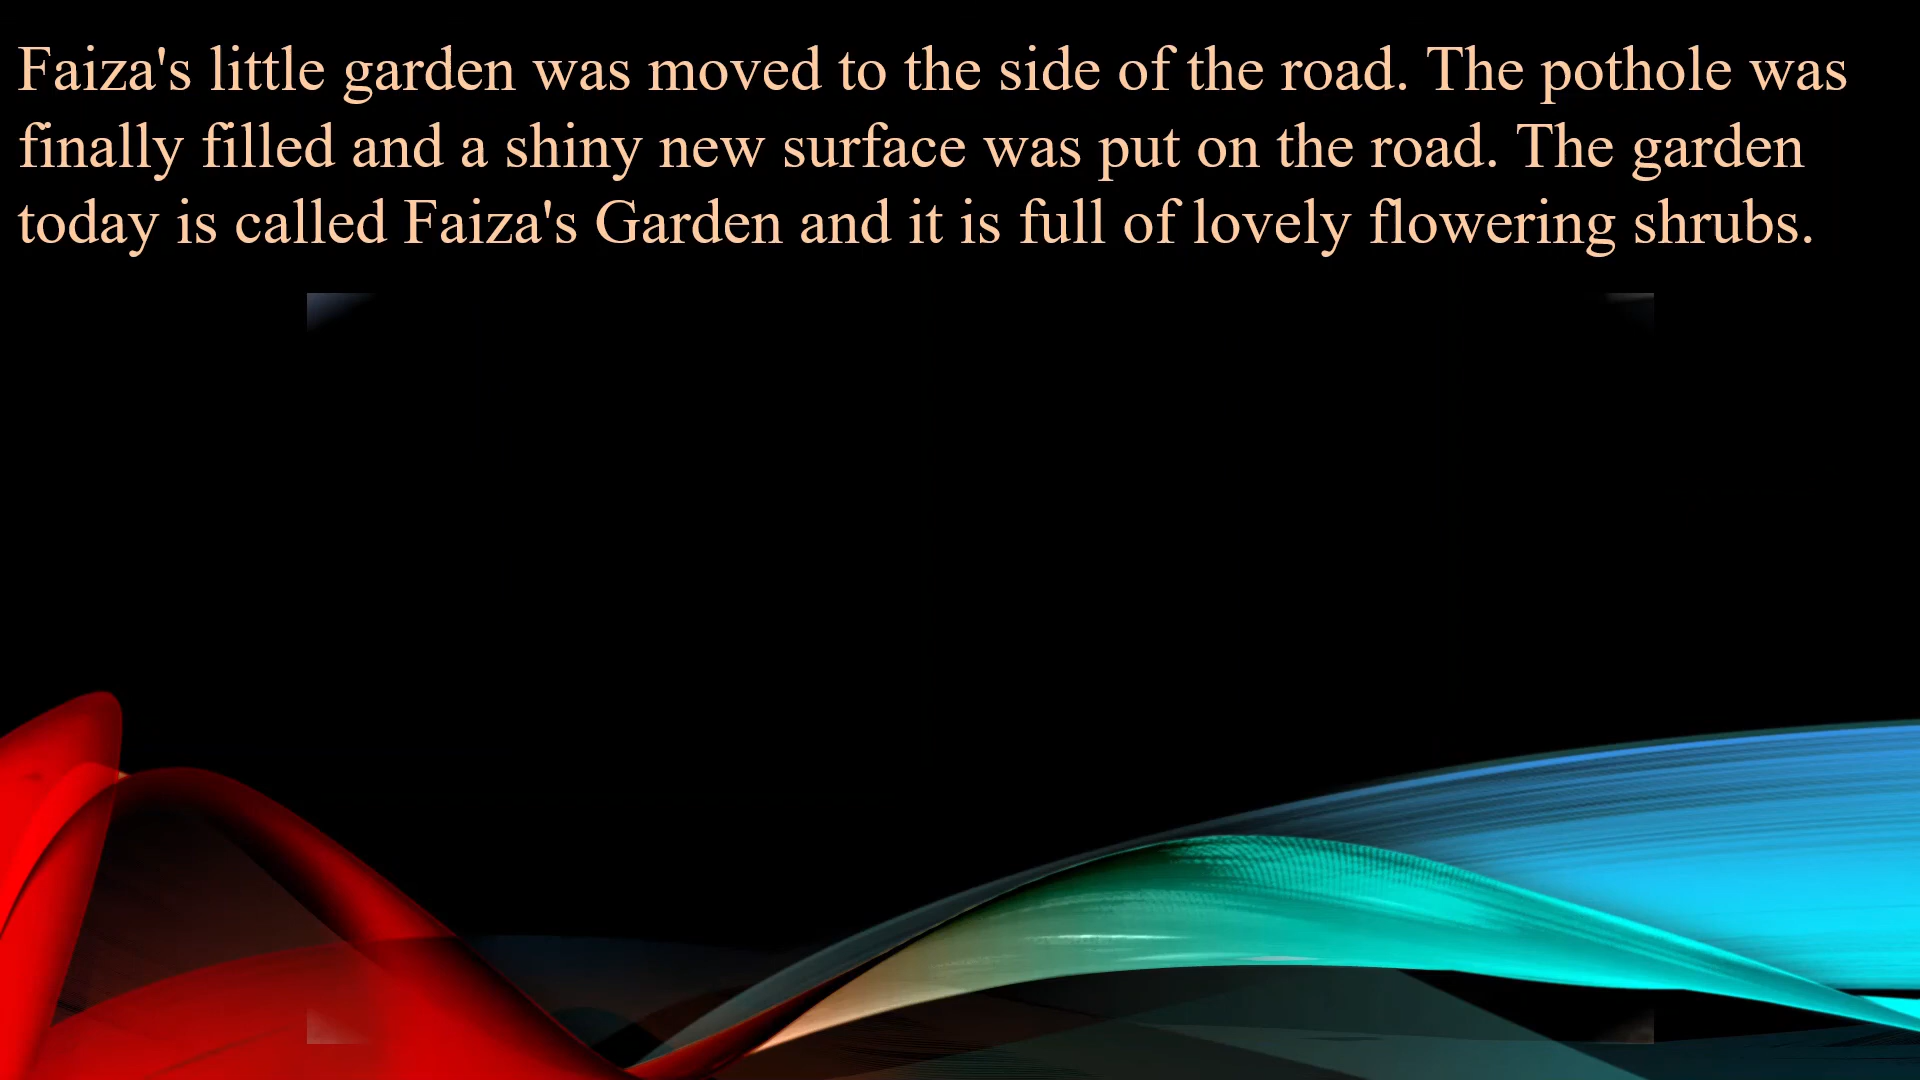 Faiza's little garden was moved to the side of the road. The pothole was
finally filled and a shiny new surface was put on the road. The garden
today is called Faiza's Garden and it is full of lovely flowering shrubs.